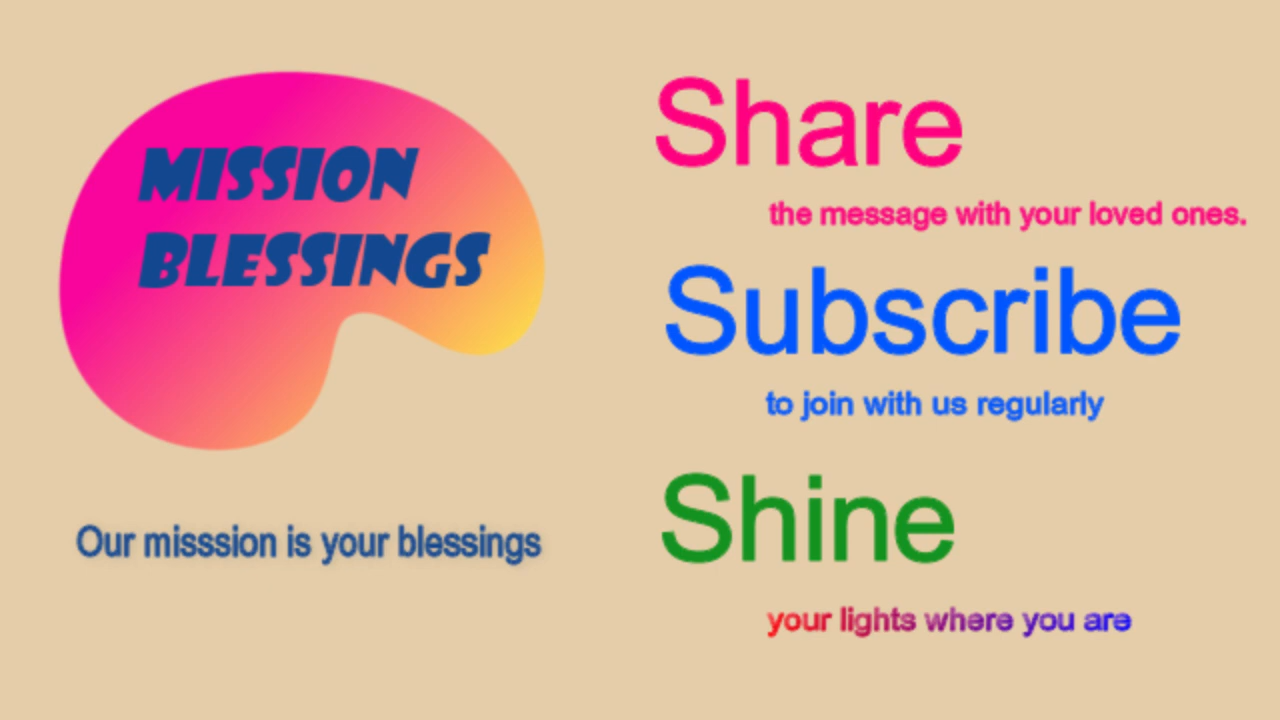 MISSION
BLESSINGS
Our misssion is your blessings
Share
the message with your loved ones.
Subscribe
to join with us regularly
Shine
your lights where you are